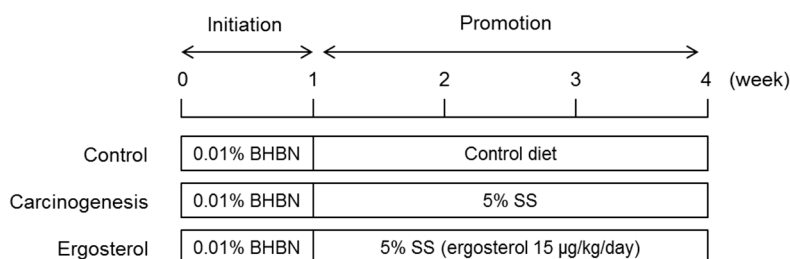 Initiation Promotion
0 1 2 3 4 (week)
Control 0.01% BHBN Control diet
Carcinogenesis 0.01% BHBN 5% SS
Ergosterol 0.01% BHBN 5% SS (ergosterol 15 μg/kg/day)